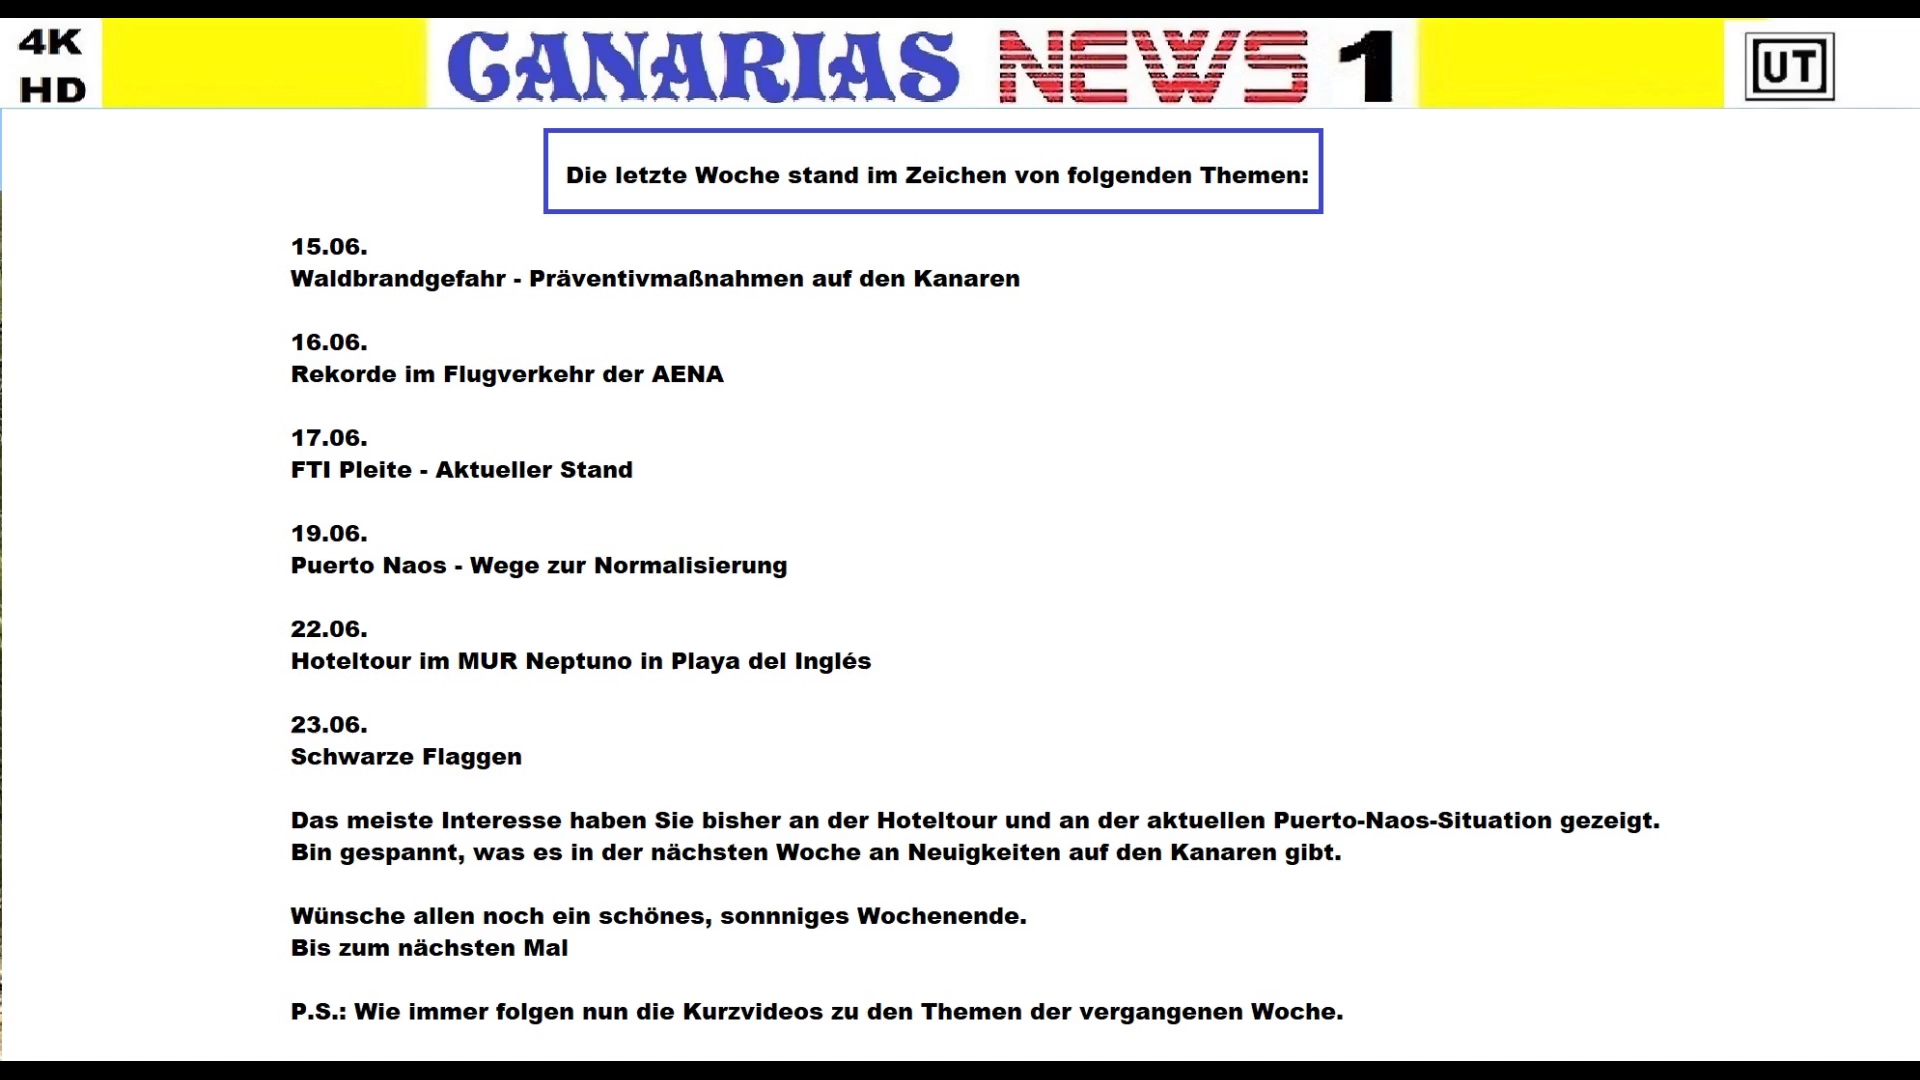 4K
HD
CANARIAS NEWS 1
UT
Die letzte Woche stand im Zeichen von folgenden Themen:
15.06.
Waldbrandgefahr - Präventivmaßnahmen auf den Kanaren
16.06.
Rekorde im Flugverkehr der AENA
17.06.
FTI Pleite - Aktueller Stand
19.06.
Puerto Naos - Wege zur Normalisierung
22.06.
Hoteltour im MUR Neptuno in Playa del Inglés
23.06.
Schwarze Flaggen
Das meiste Interesse haben Sie bisher an der Hoteltour und an der aktuellen Puerto-Naos-Situation gezeigt.
Bin gespannt, was es in der nächsten Woche an Neuigkeiten auf den Kanaren gibt.
Wünsche allen noch ein schönes, sonnniges Wochenende.
Bis zum nächsten Mal
P.S.: Wie immer folgen nun die Kurzvideos zu den Themen der vergangenen Woche.